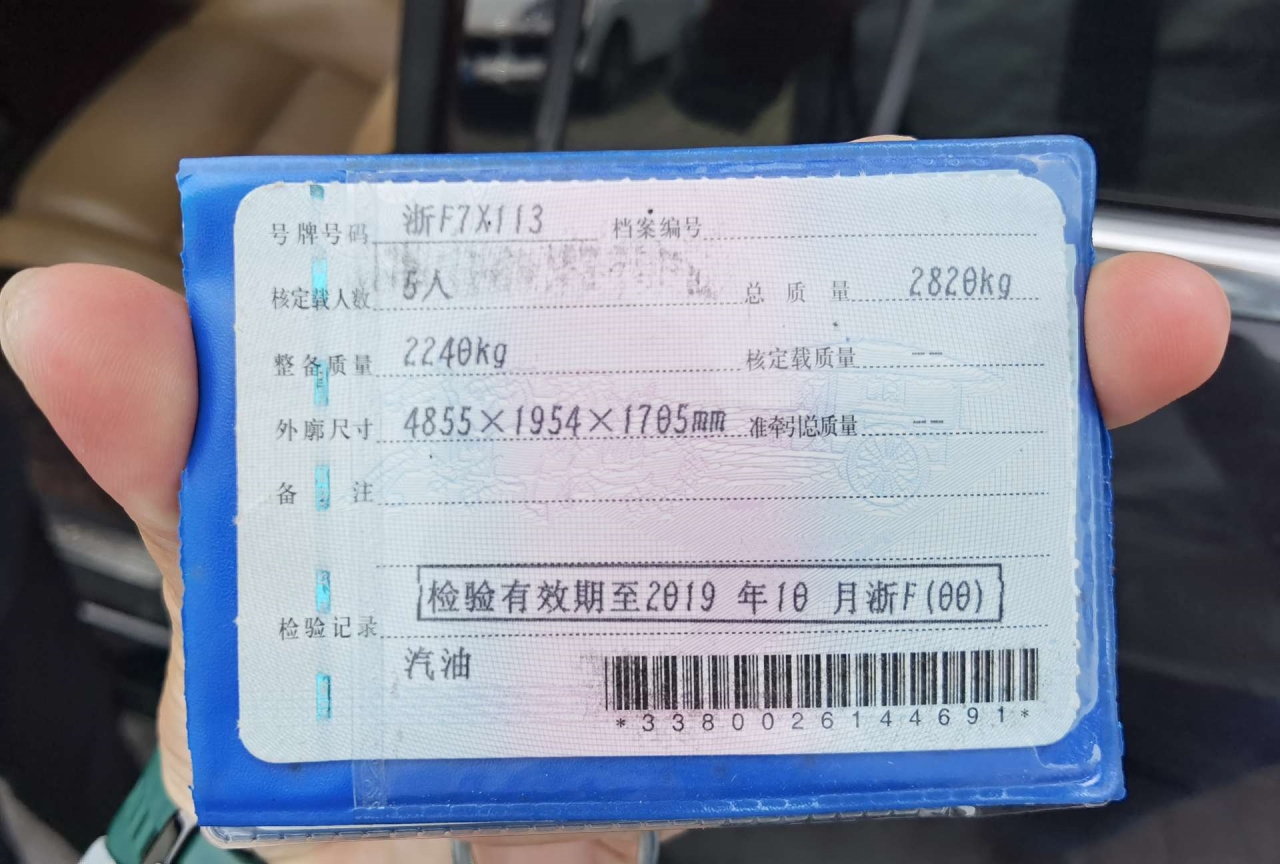 号牌号码 浙F7X113 档案编号
核定载人数 5人 总质量 2820kg
整备质量 2240kg 核定载质量 -- --
外廓尺寸 4855×1954×1705mm 准牵引总质量 -- --
备注
检验有效期至2019 年10 月浙F(00)
检验记录
汽油
*3380026144691*